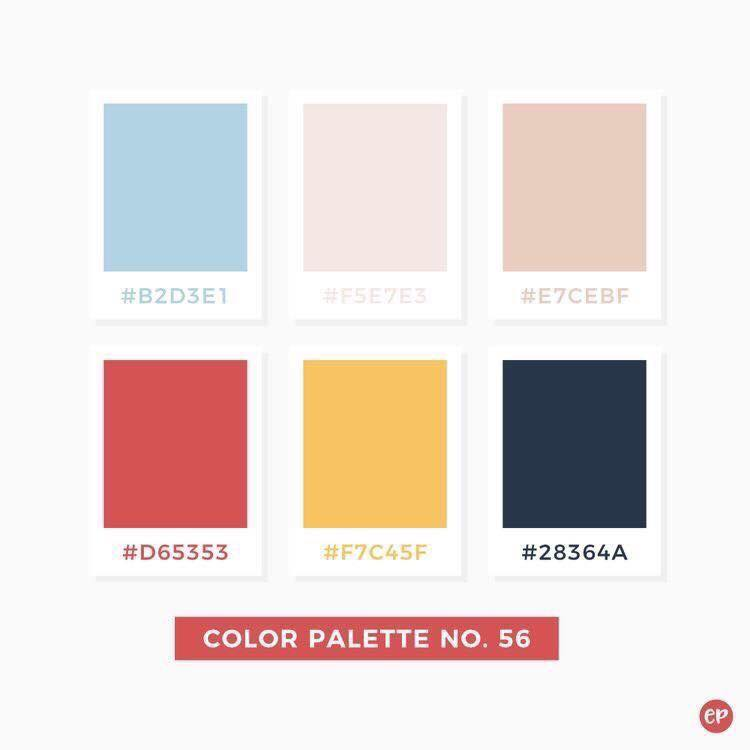 #B2D3E1 #F5E7E3 #E7CEBF
#D65353 #F7C45F #28364A
COLOR PALETTE NO. 56
ep